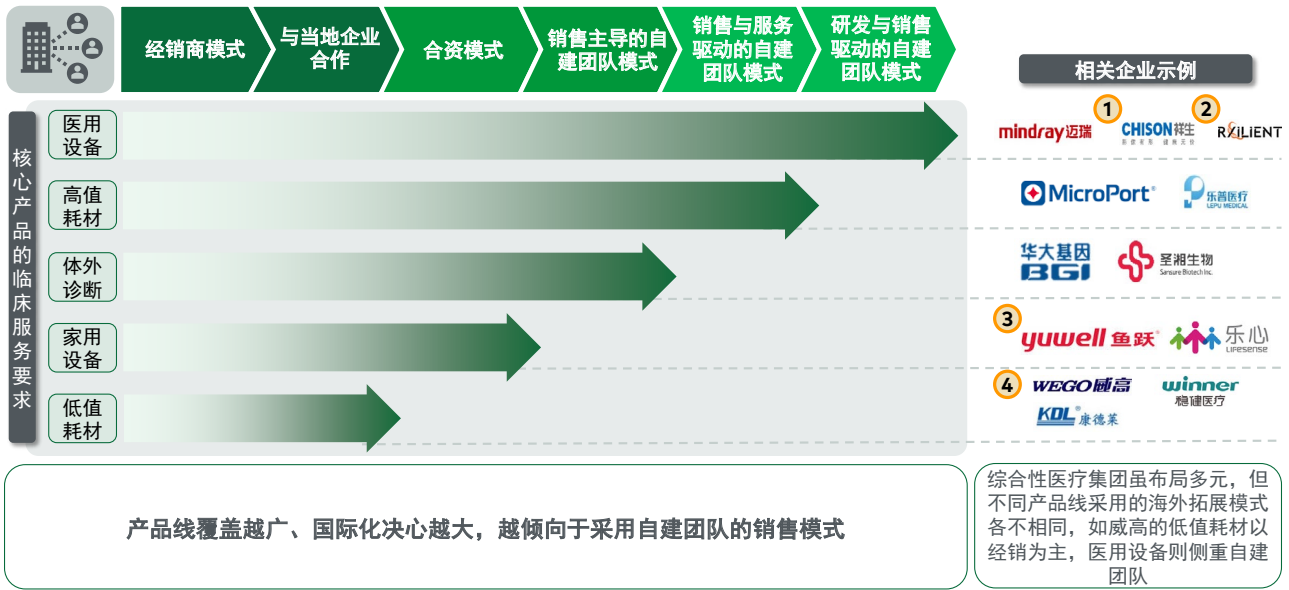 经销商模式
与当地企业
合作
合资模式
销售主导的自
建团队模式
销售与服务
驱动的自建
团队模式
研发与销售
驱动的自建
团队模式
相关企业示例
核心产品的临床服务要求
医用
设备
1
2
mindray迈瑞
CHISON祥生
RXiLiENT
高值
耗材
MicroPort
乐普医疗
LEPU MEDICAL
体外
诊断
华大基因
BGI
圣湘生物
Sansure Biotech Inc.
家用
设备
3
yuwell鱼跃
乐心
LIFESENSE
低值
耗材
4
WEGO威高
winner
稳健医疗
KDL康德莱
产品线覆盖越广、国际化决心越大，越倾向于采用自建团队的销售模式
综合性医疗集团虽布局多元，但
不同产品线采用的海外拓展模式
各不相同，如威高的低值耗材以
经销为主，医用设备则侧重自建
团队